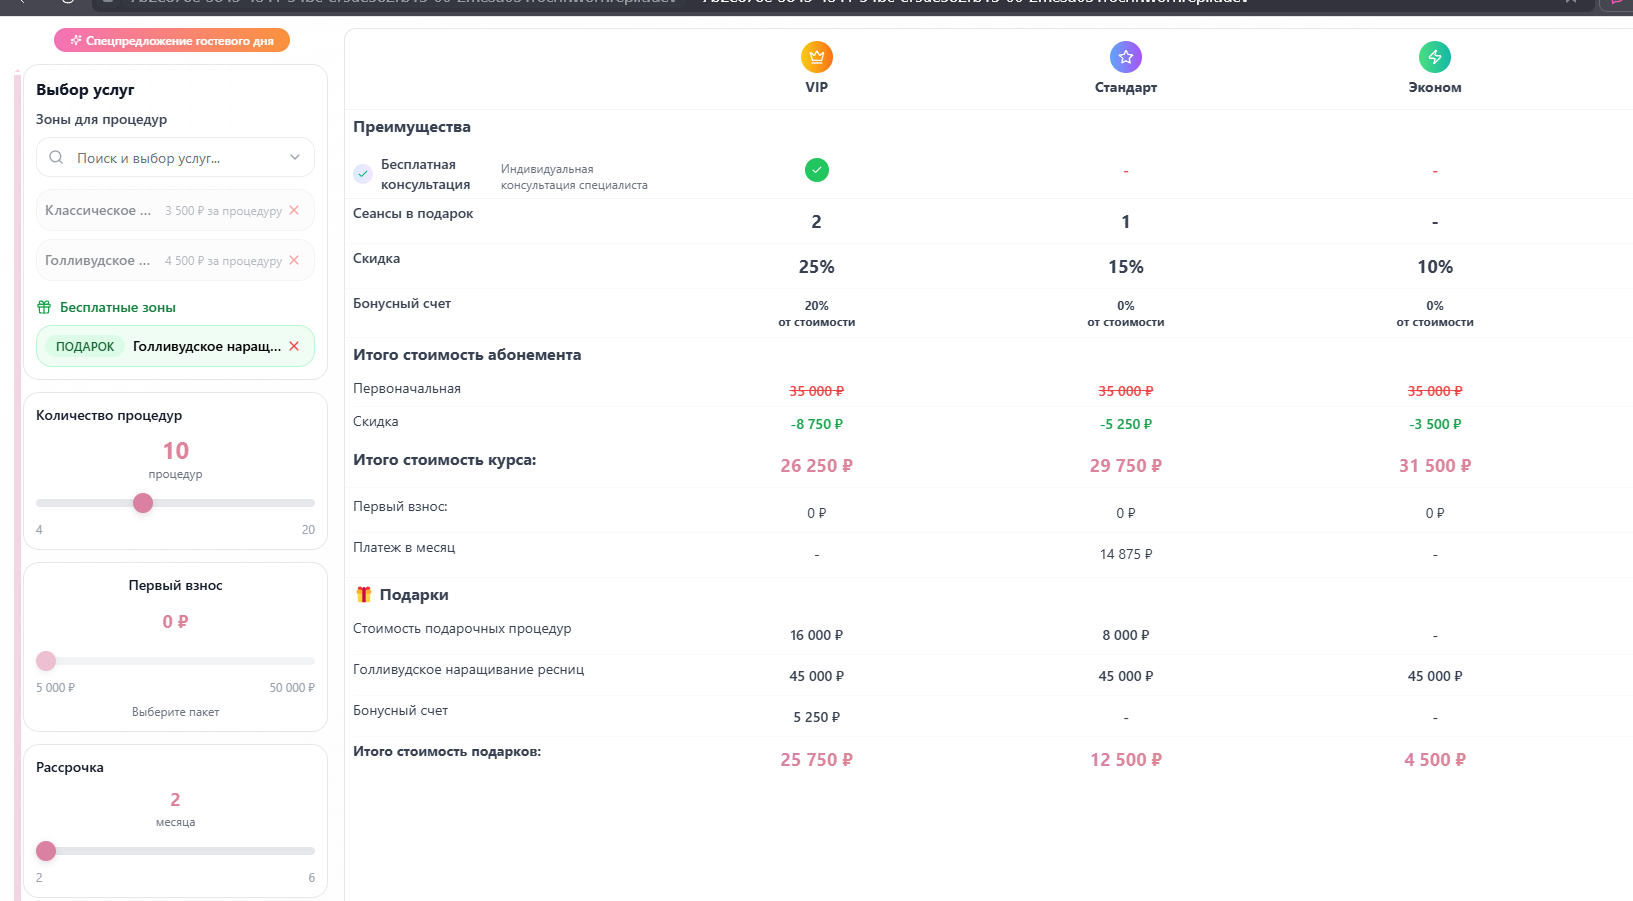 Спецпредложение гостевого дня
Выбор услуг
Зоны для процедур
Поиск и выбор услуг...
Классическое ... 3 500 ₽ за процедуру
Голливудское ... 4 500 ₽ за процедуру
Бесплатные зоны
ПОДАРОК Голливудское наращ...
Количество процедур
10
процедур
4 20
Первый взнос
0 ₽
5 000 ₽ 50 000 ₽
Выберите пакет
Рассрочка
2
месяца
2 6
VIP Стандарт Эконом
Преимущества
Бесплатная консультация Индивидуальная консультация специалиста - -
Сеансы в подарок 2 1 -
Скидка 25% 15% 10%
Бонусный счет 20% от стоимости 0% от стоимости 0% от стоимости
Итого стоимость абонемента
Первоначальная 35 000 ₽ 35 000 ₽ 35 000 ₽
Скидка -8 750 ₽ -5 250 ₽ -3 500 ₽
Итого стоимость курса: 26 250 ₽ 29 750 ₽ 31 500 ₽
Первый взнос: 0 ₽ 0 ₽ 0 ₽
Платеж в месяц - 14 875 ₽ -
Подарки
Стоимость подарочных процедур 16 000 ₽ 8 000 ₽ -
Голливудское наращивание ресниц 45 000 ₽ 45 000 ₽ 45 000 ₽
Бонусный счет 5 250 ₽ - -
Итого стоимость подарков: 25 750 ₽ 12 500 ₽ 4 500 ₽